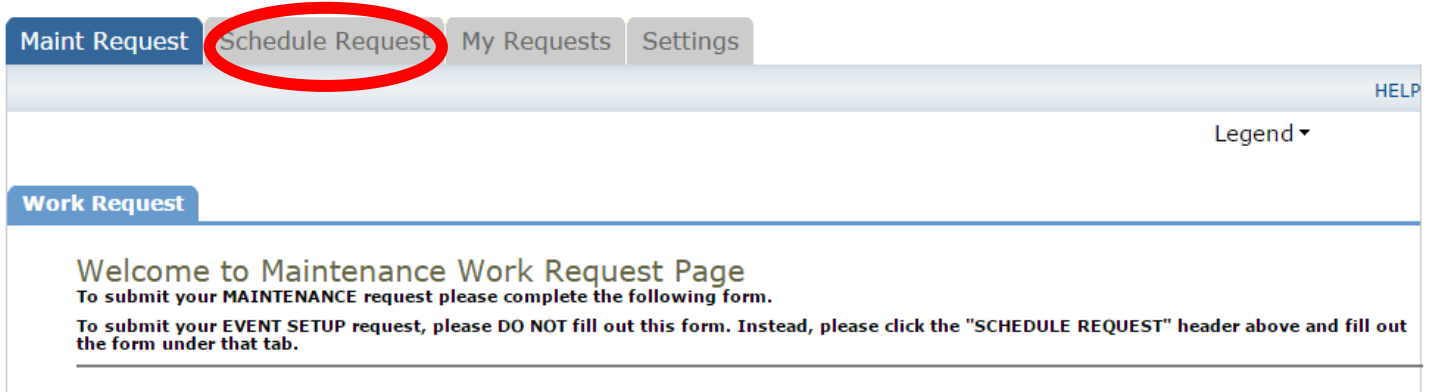 Maint Request Schedule Request My Requests Settings
HELP
Legend
Work Request
Welcome to Maintenance Work Request Page
To submit your MAINTENANCE request please complete the following form.
To submit your EVENT SETUP request, please DO NOT fill out this form. Instead, please click the "SCHEDULE REQUEST" header above and fill out
the form under that tab.